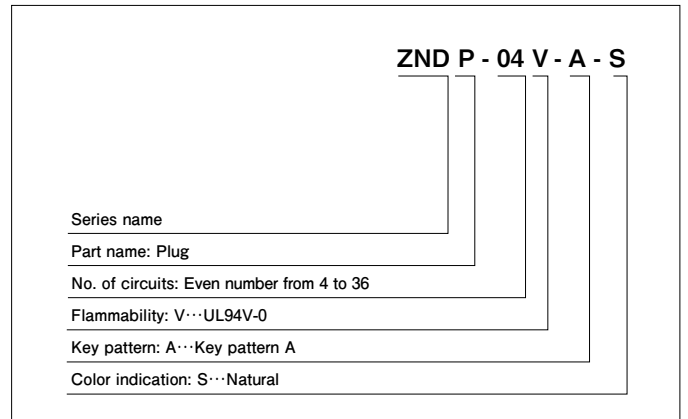 ZND P - 04 V - A - S
Series name
Part name: Plug
No. of circuits: Even number from 4 to 36
Flammability: V···UL94V-0
Key pattern: A···Key pattern A
Color indication: S···Natural